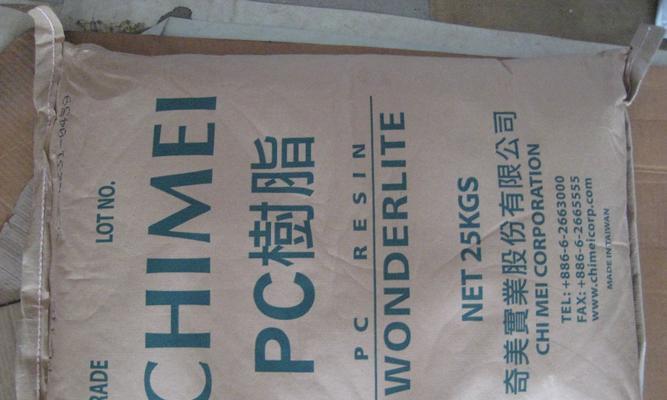 RADE LOT NO.
CHIMEI
PC樹脂
PC RESIN
WONDERLITE
NET 25KGS
奇美實業股份有限公司
CHI MEI CORPORATION
TEL: +886-6-2663000
FAX: +886-6-2665555
www.chimeicorp.com
MADE IN TAIWAN